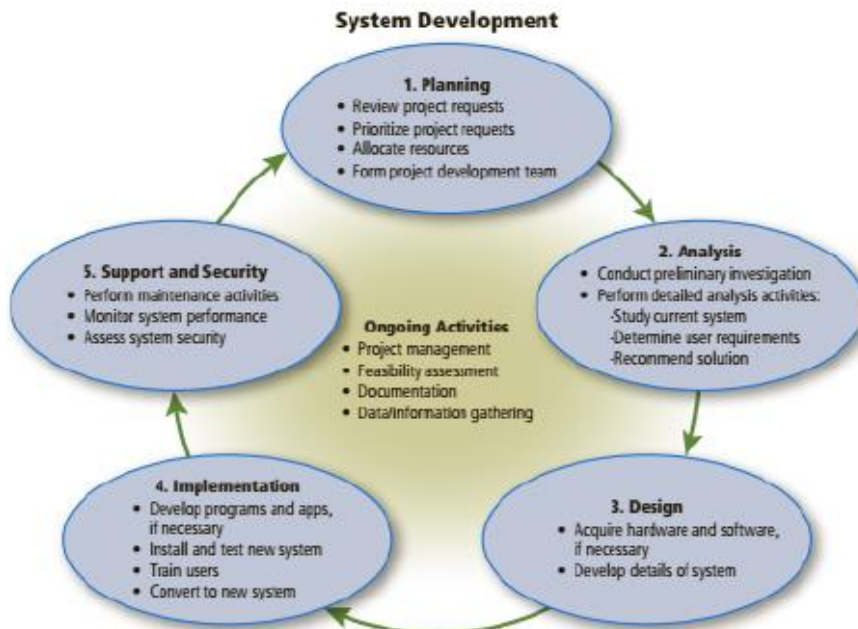 System Development
1. Planning
• Review project requests
• Prioritize project requests
• Allocate resources
• Form project development team
2. Analysis
• Conduct preliminary investigation
• Perform detailed analysis activities:
-Study current system
-Determine user requirements
-Recommend solution
3. Design
• Acquire hardware and software,
if necessary
• Develop details of system
4. Implementation
• Develop programs and apps,
if necessary
• Install and test new system
• Train users
• Convert to new system
5. Support and Security
• Perform maintenance activities
• Monitor system performance
• Assess system security
Ongoing Activities
• Project management
• Feasibility assessment
• Documentation
• Data/information gathering